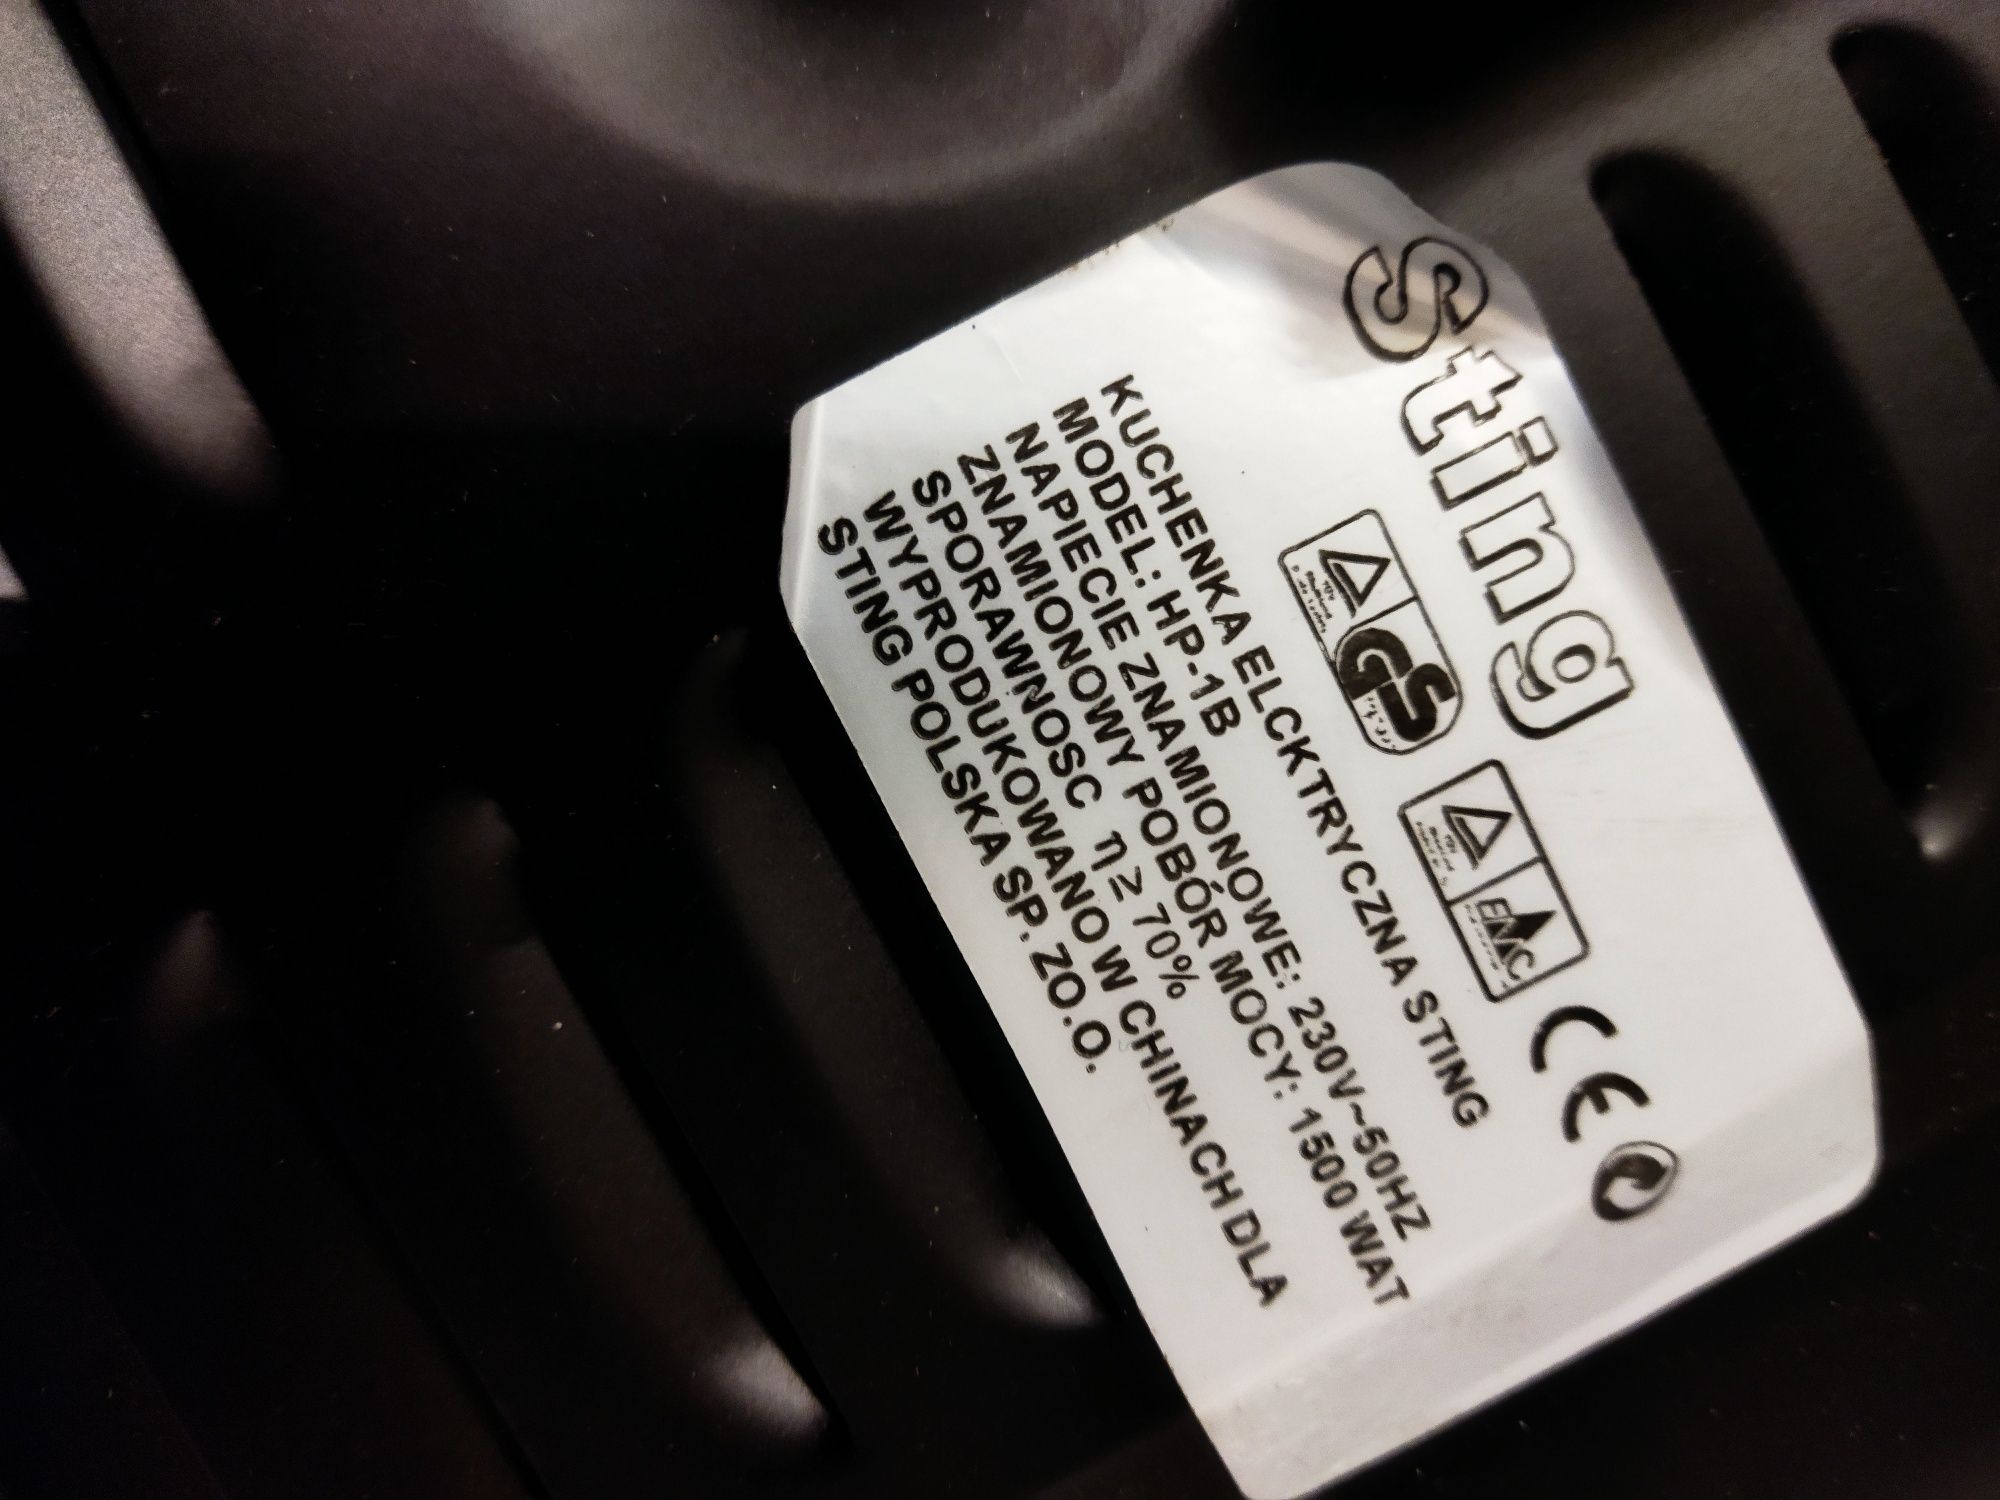 Sting
GS
EMC
CE
KUCHENKA ELCKTRYCZNA STING
MODEL: HP-1B
NAPIECIE ZNAMIONOWE: 230V~50HZ
ZNAMIONOWY POBÓR MOCY: 1500 WAT
SPORAWNOSC η ≥ 70%
WYPRODUKOWANO W CHINACH DLA
STING POLSKA SP. ZO.O.